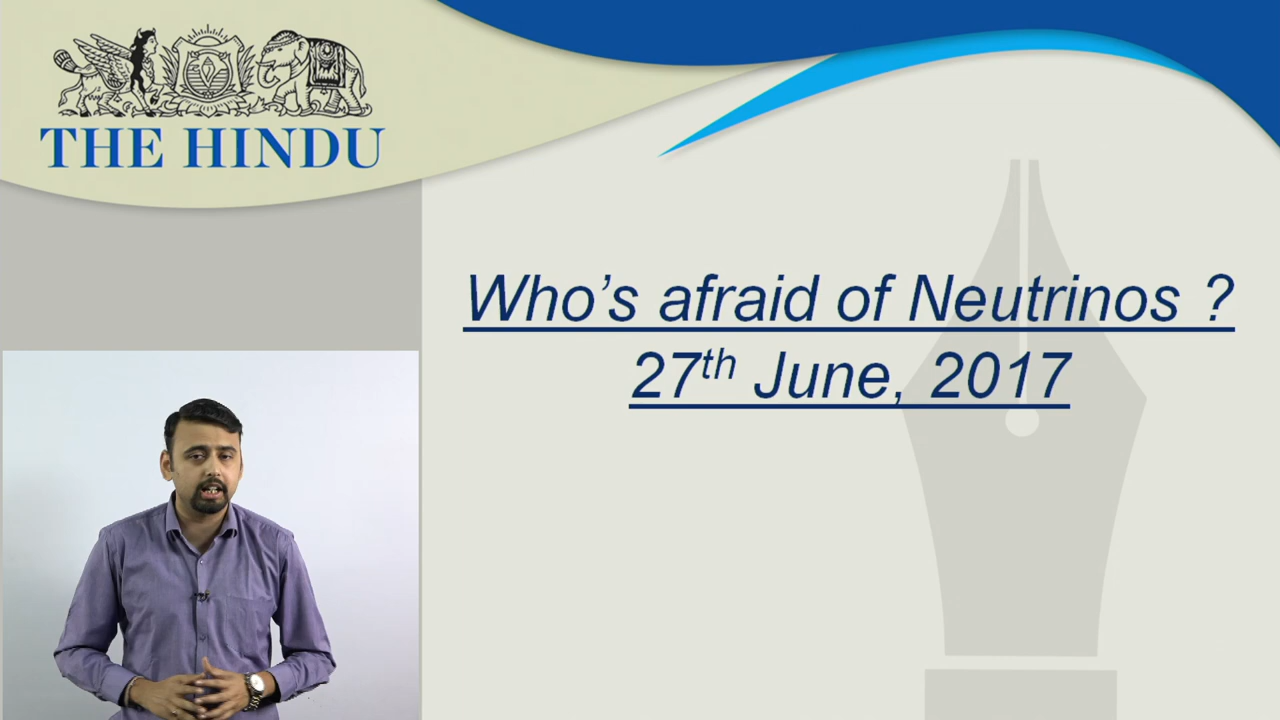 THE HINDU
Who's afraid of Neutrinos ?
27th June, 2017